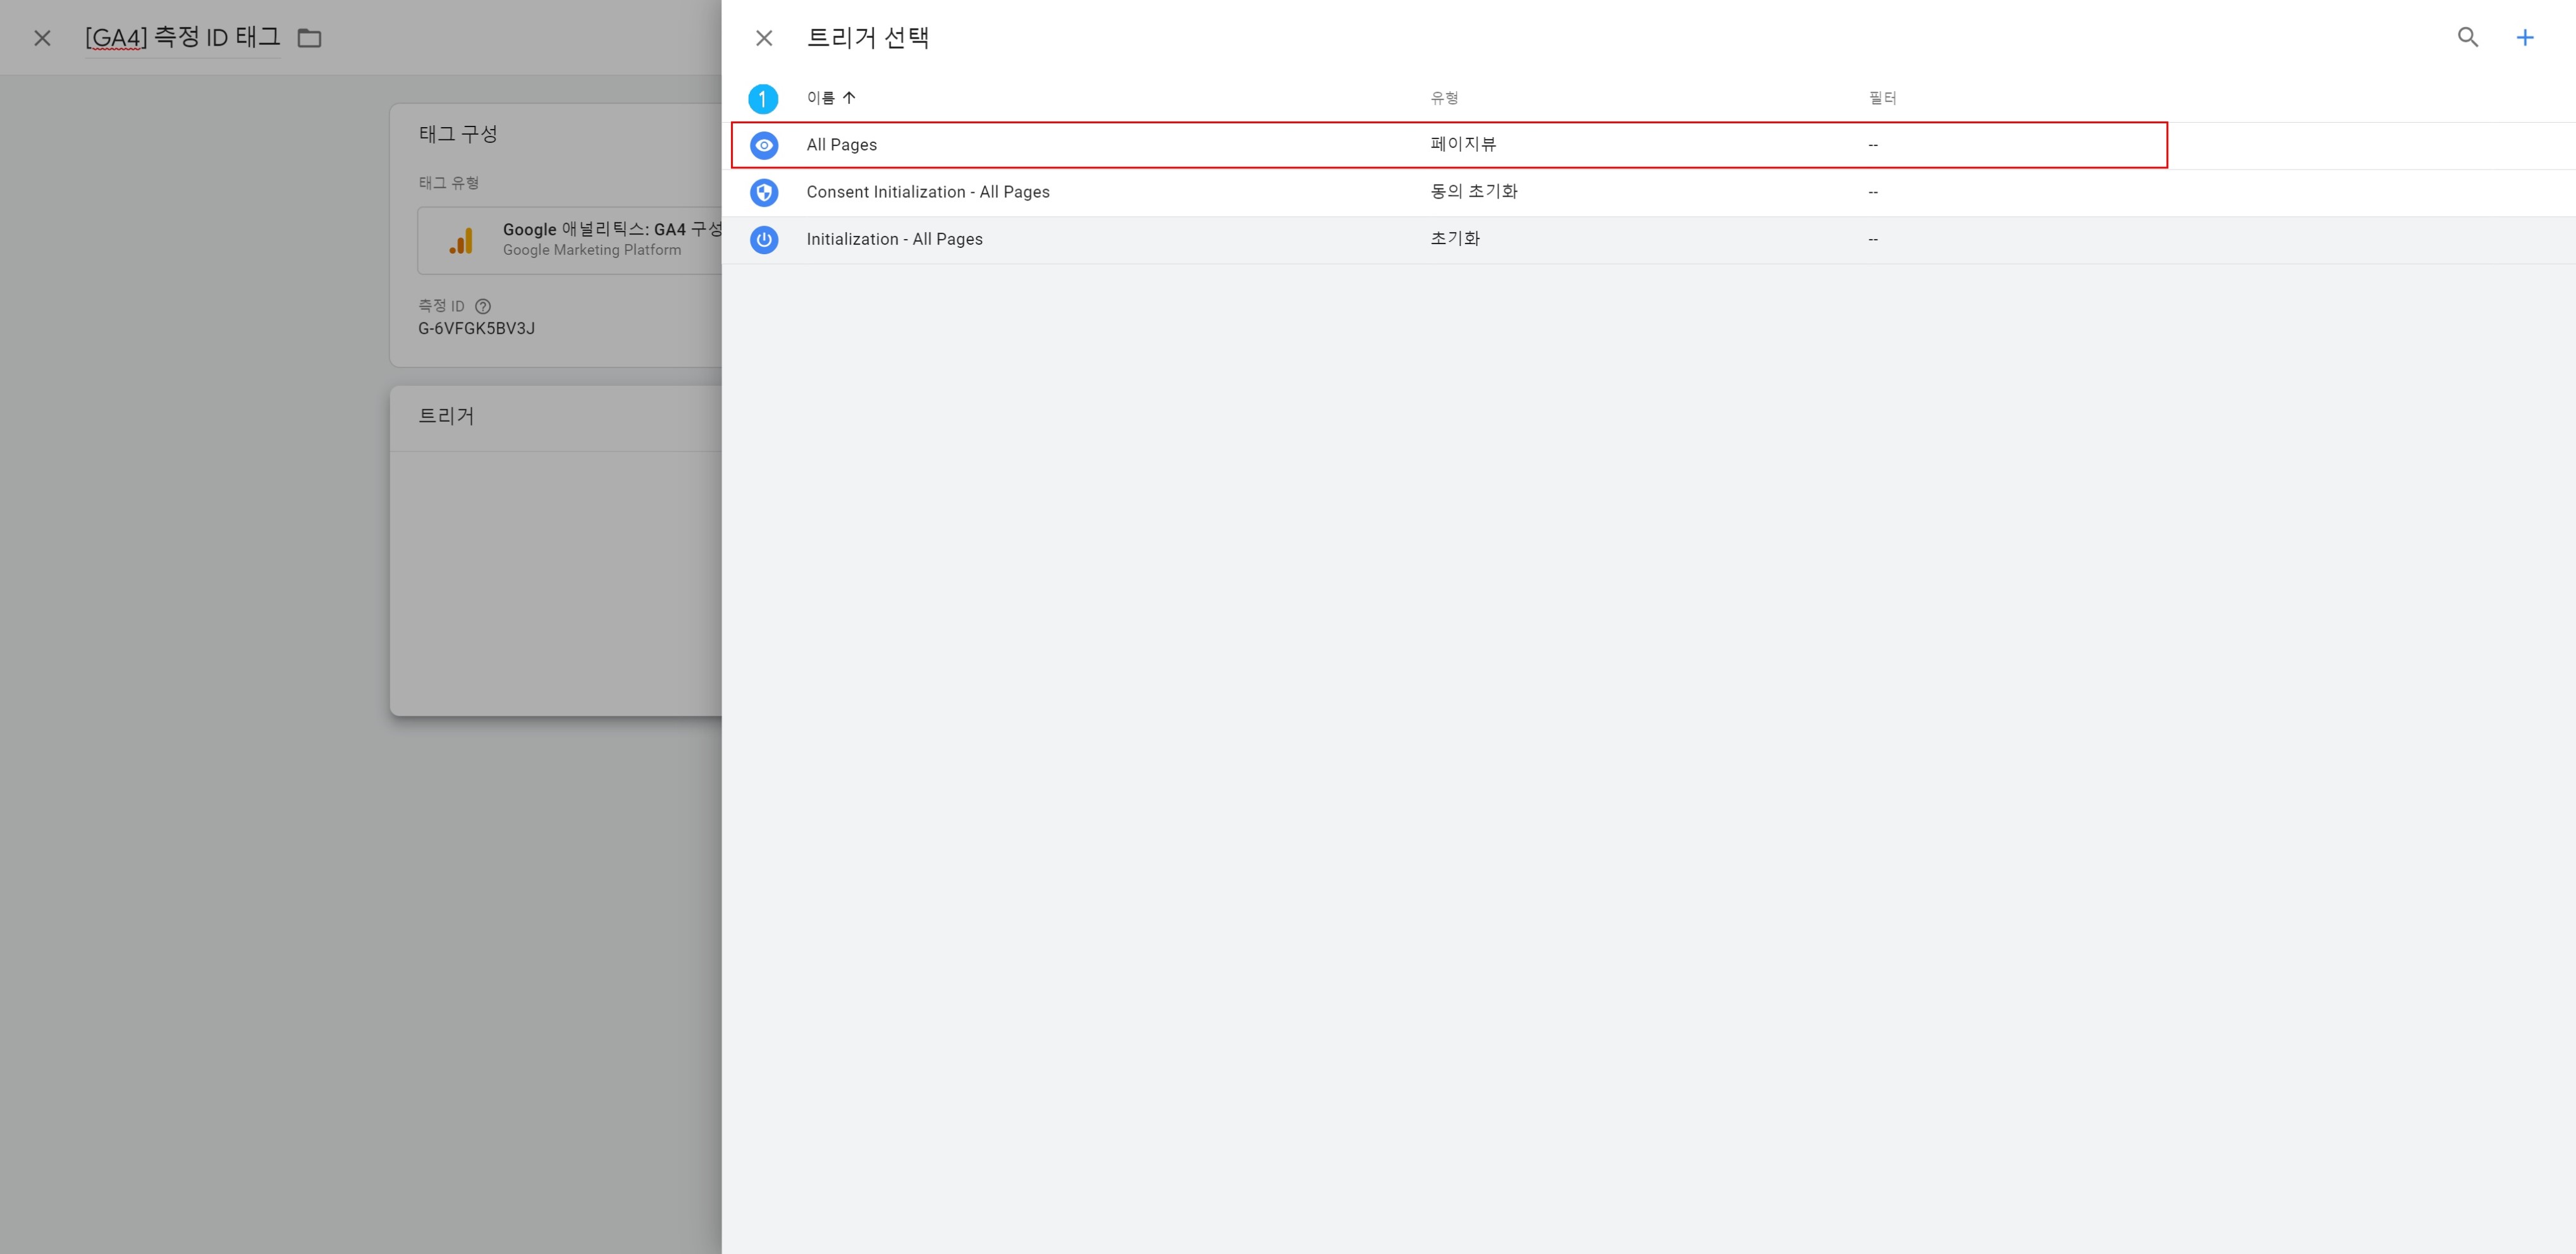 [GA4] 측정 ID 태그
태그 구성
태그 유형
Google 애널리틱스: GA4 구성
Google Marketing Platform
측정 ID
G-6VFGK5BV3J
트리거
트리거 선택
1 이름 유형 필터
All Pages 페이지뷰 --
Consent Initialization - All Pages 동의 초기화 --
Initialization - All Pages 초기화 --